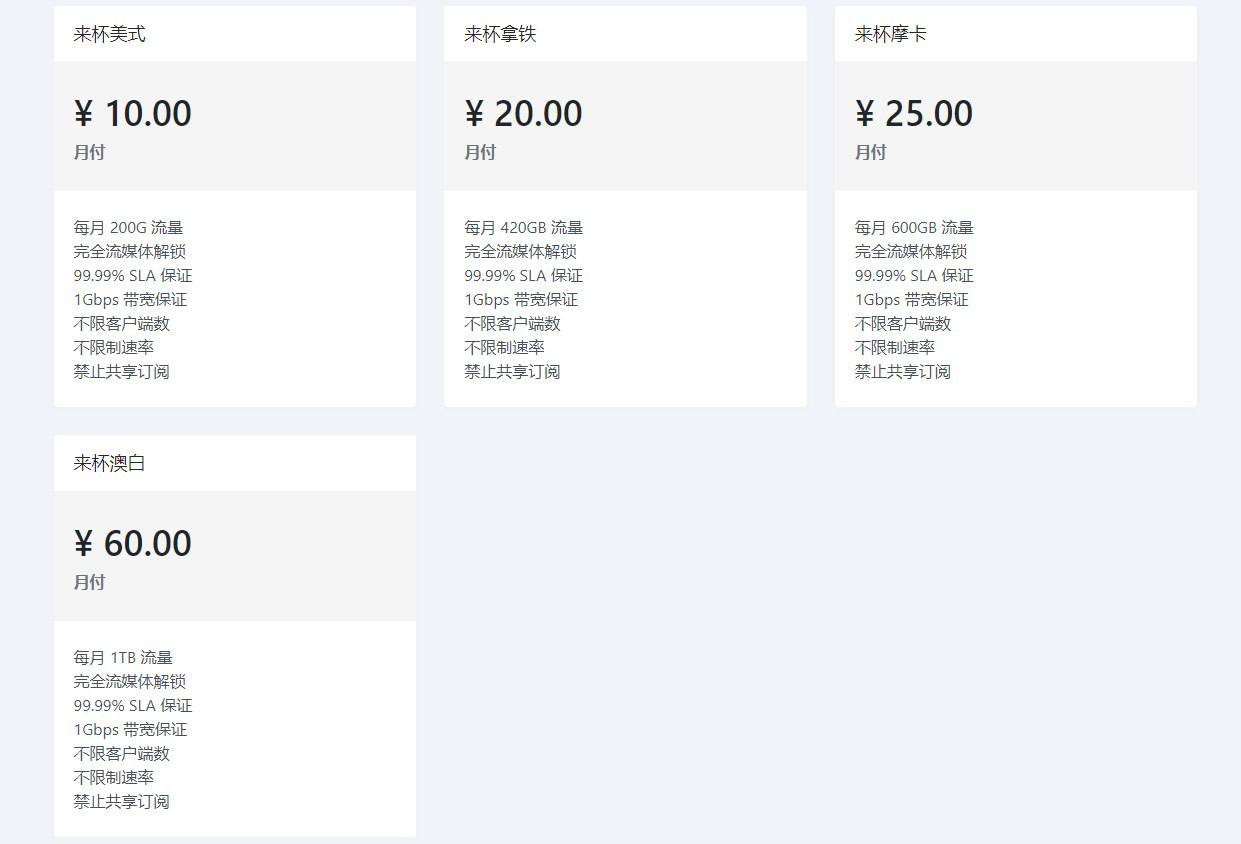 来杯美式
¥ 10.00
月付
每月 200G 流量
完全流媒体解锁
99.99% SLA 保证
1Gbps 带宽保证
不限客户端数
不限制速率
禁止共享订阅
来杯拿铁
¥ 20.00
月付
每月 420GB 流量
完全流媒体解锁
99.99% SLA 保证
1Gbps 带宽保证
不限客户端数
不限制速率
禁止共享订阅
来杯摩卡
¥ 25.00
月付
每月 600GB 流量
完全流媒体解锁
99.99% SLA 保证
1Gbps 带宽保证
不限客户端数
不限制速率
禁止共享订阅
来杯澳白
¥ 60.00
月付
每月 1TB 流量
完全流媒体解锁
99.99% SLA 保证
1Gbps 带宽保证
不限客户端数
不限制速率
禁止共享订阅